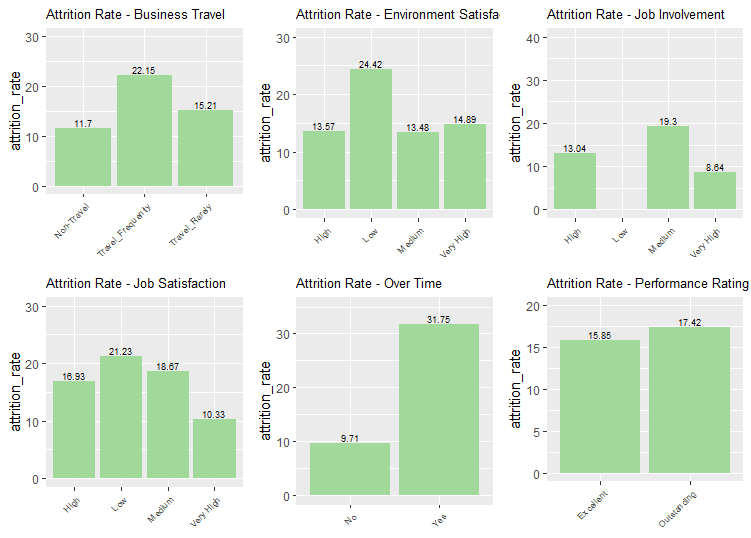 Attrition Rate - Business Travel
attrition_rate
30
20
10
0
11.7
22.15
15.21
Non-Travel
Travel_Frequently
Travel_Rarely
Attrition Rate - Environment Satisfa
attrition_rate
30
20
10
0
13.57
24.42
13.48
14.89
High
Low
Medium
Very High
Attrition Rate - Job Involvement
attrition_rate
40
30
20
10
0
13.04
19.3
8.64
High
Low
Medium
Very High
Attrition Rate - Job Satisfaction
attrition_rate
30
20
10
0
16.93
21.23
18.67
10.33
High
Low
Medium
Very High
Attrition Rate - Over Time
attrition_rate
30
20
10
0
9.71
31.75
No
Yes
Attrition Rate - Performance Rating
attrition_rate
20
15
10
5
0
15.85
17.42
Excellent
Outstanding